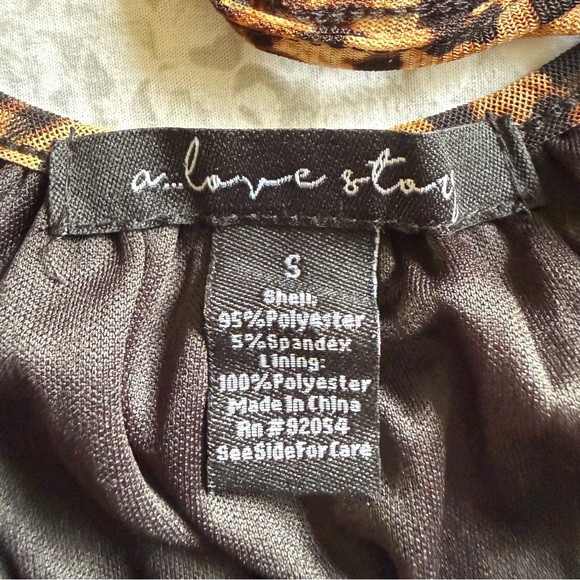 a...love story
S
Shell:
95%Polyester
5%Spandex
Lining:
100%Polyester
Made In China
Rn #92054
SeeSideForCare